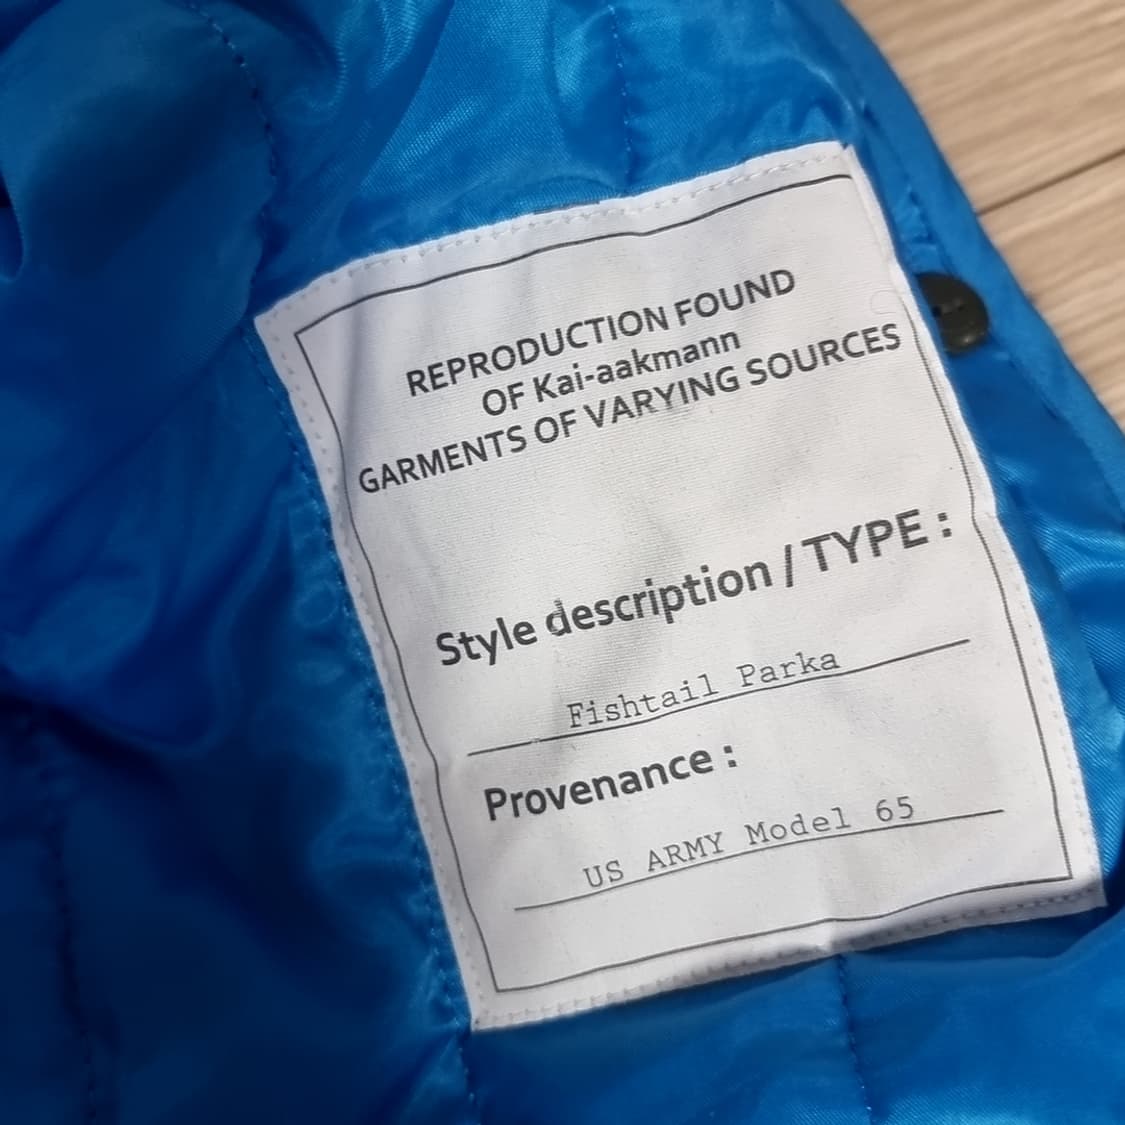 REPRODUCTION FOUND
OF Kai-aakmann
GARMENTS OF VARYING SOURCES
Style description / TYPE :
Fishtail Parka
Provenance :
US ARMY Model 65